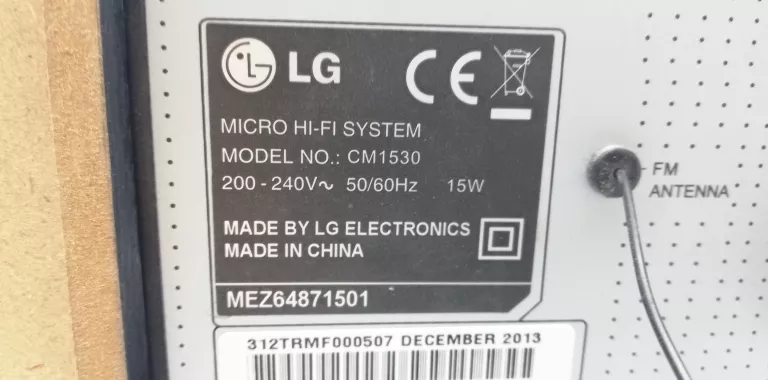 LG CE
MICRO HI-FI SYSTEM
MODEL NO.: CM1530
200 - 240V~ 50/60Hz 15W
MADE BY LG ELECTRONICS
MADE IN CHINA
MEZ64871501
312TRMF000507 DECEMBER 2013
FM
ANTENNA